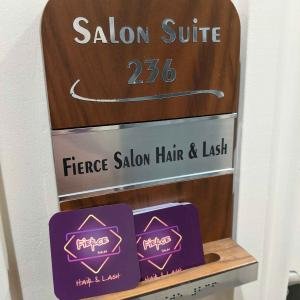 Salon Suite
236
Fierce Salon Hair & Lash
Fierce
Hair & Lash
Fierce
Hair & Lash